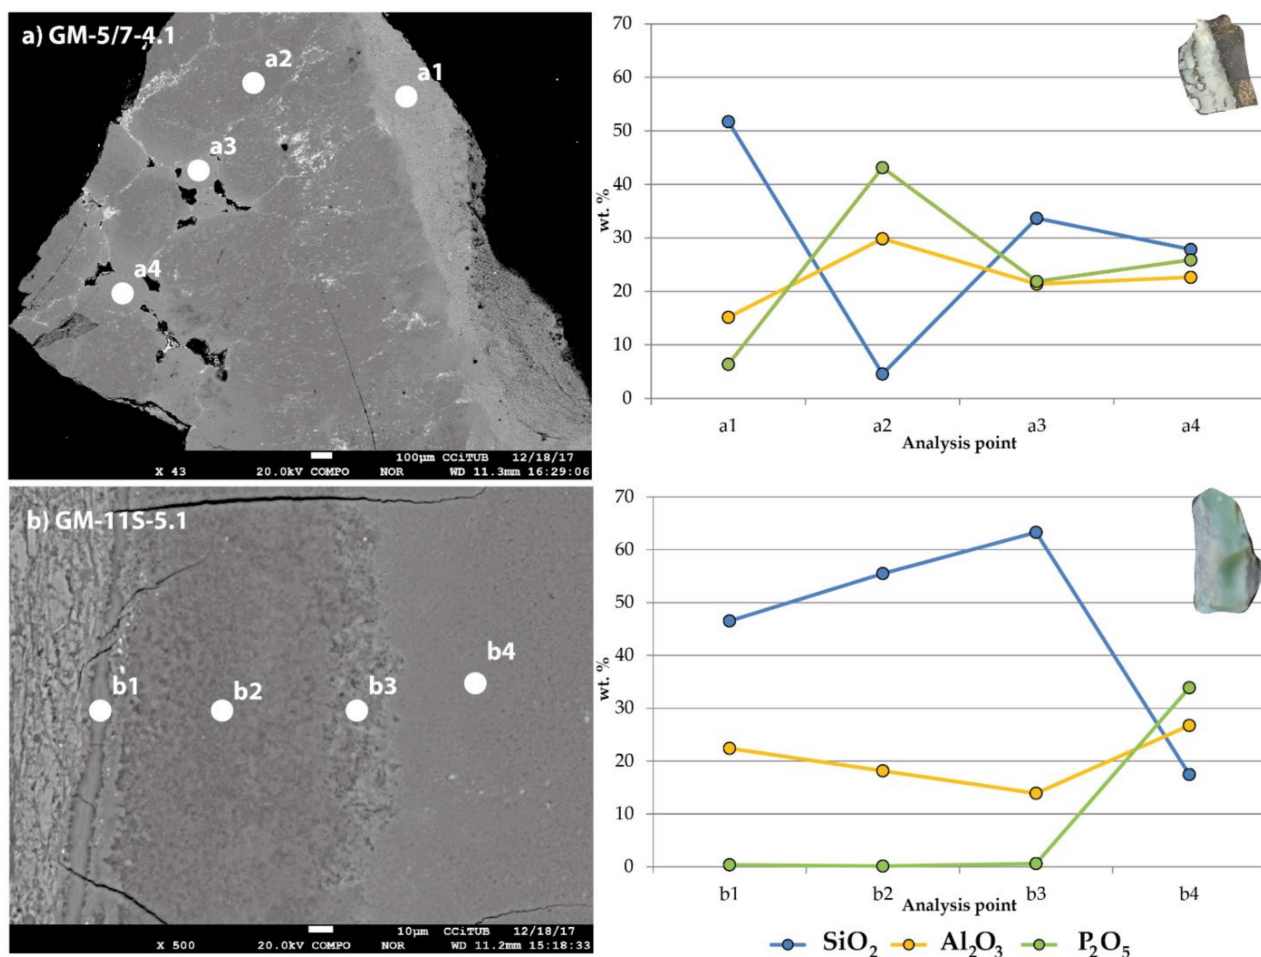 a) GM-5/7-4.1
a2
a1
a3
a4
100µm CCiTUB 12/18/17
X 43 20.0kV COMPO NOR WD 11.3mm 16:29:06
70
60
50
40
30
20
10
0
wt. %
a1 a2 a3 a4
Analysis point
b) GM-11S-5.1
b4
b1 b2 b3
10µm CCiTUB 12/18/17
X 500 20.0kV COMPO NOR WD 11.2mm 15:18:33
70
60
50
40
30
20
10
0
wt. %
b1 b2 b3 b4
Analysis point
SiO₂ Al₂O₃ P₂O₅